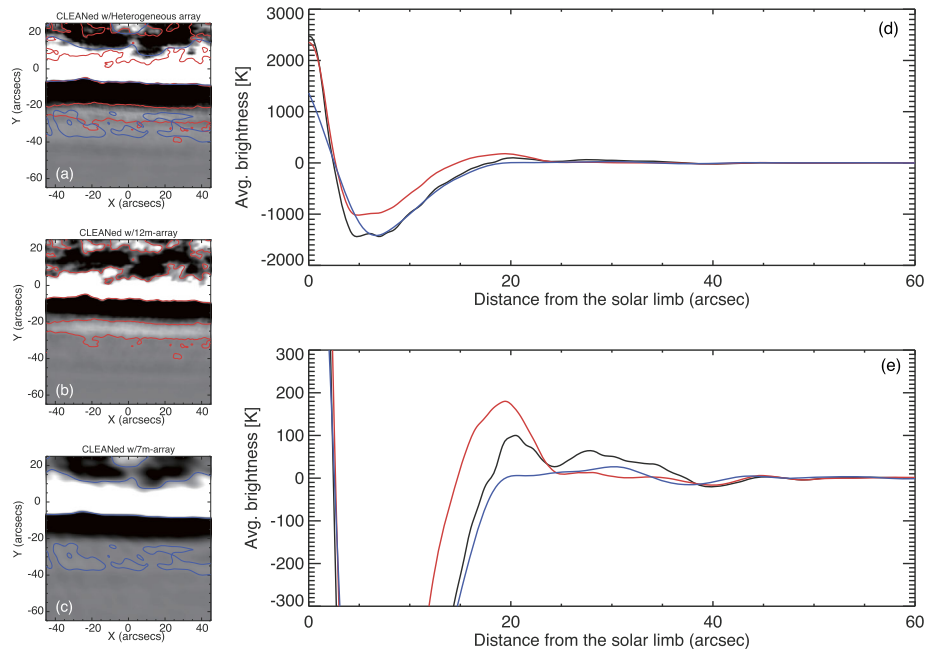 CLEANed w/Heterogeneous array
20
0
-20
-40
-60
Y (arcsecs)
(a)
-40 -20 0 20 40
X (arcsecs)
CLEANed w/12m-array
20
0
-20
-40
-60
Y (arcsecs)
(b)
-40 -20 0 20 40
X (arcsecs)
CLEANed w/7m-array
20
0
-20
-40
-60
Y (arcsecs)
(c)
-40 -20 0 20 40
X (arcsecs)
3000
2000
1000
0
-1000
-2000
Avg. brightness [K]
(d)
0 20 40 60
Distance from the solar limb (arcsec)
300
200
100
0
-100
-200
-300
Avg. brightness [K]
(e)
0 20 40 60
Distance from the solar limb (arcsec)